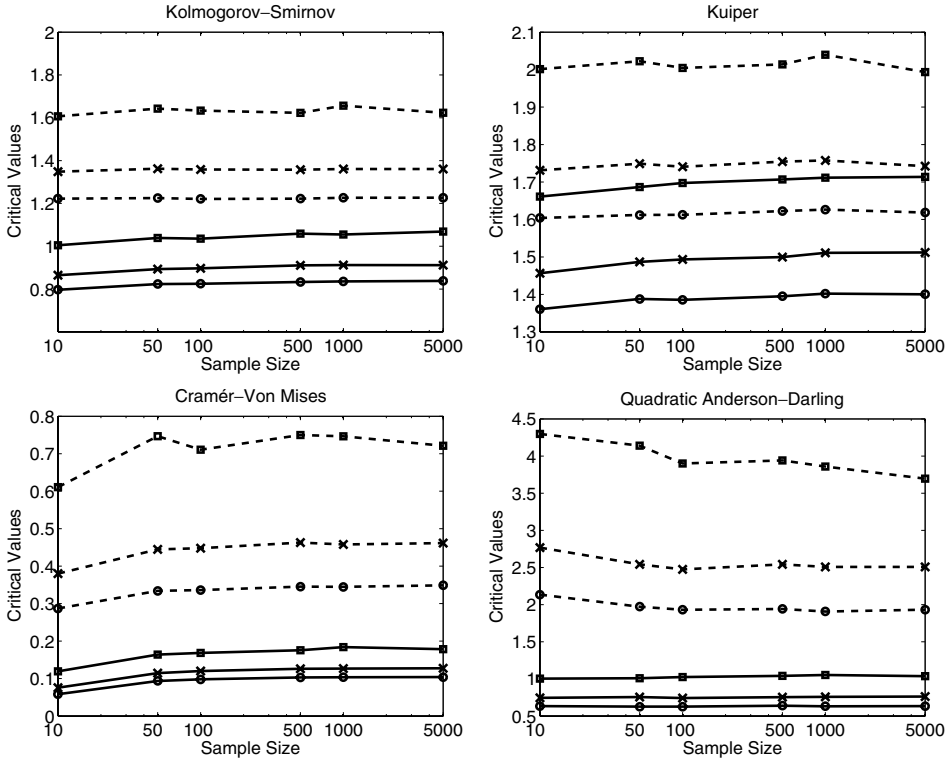 Kolmogorov–Smirnov
2
1.8
1.6
1.4
1.2
1
0.8
Critical Values
10 50 100 500 1000 5000
Sample Size
Kuiper
2.1
2
1.9
1.8
1.7
1.6
1.5
1.4
1.3
Critical Values
10 50 100 500 1000 5000
Sample Size
Cramér–Von Mises
0.8
0.7
0.6
0.5
0.4
0.3
0.2
0.1
0
Critical Values
10 50 100 500 1000 5000
Sample Size
Quadratic Anderson–Darling
4.5
4
3.5
3
2.5
2
1.5
1
0.5
Critical Values
10 50 100 500 1000 5000
Sample Size